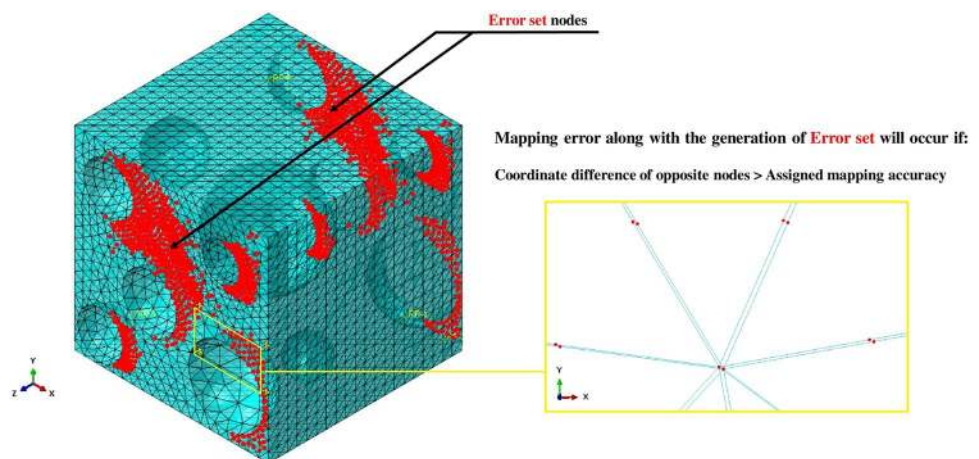 Error set nodes
Mapping error along with the generation of Error set will occur if:
Coordinate difference of opposite nodes > Assigned mapping accuracy
Y
Z
X
Y
X